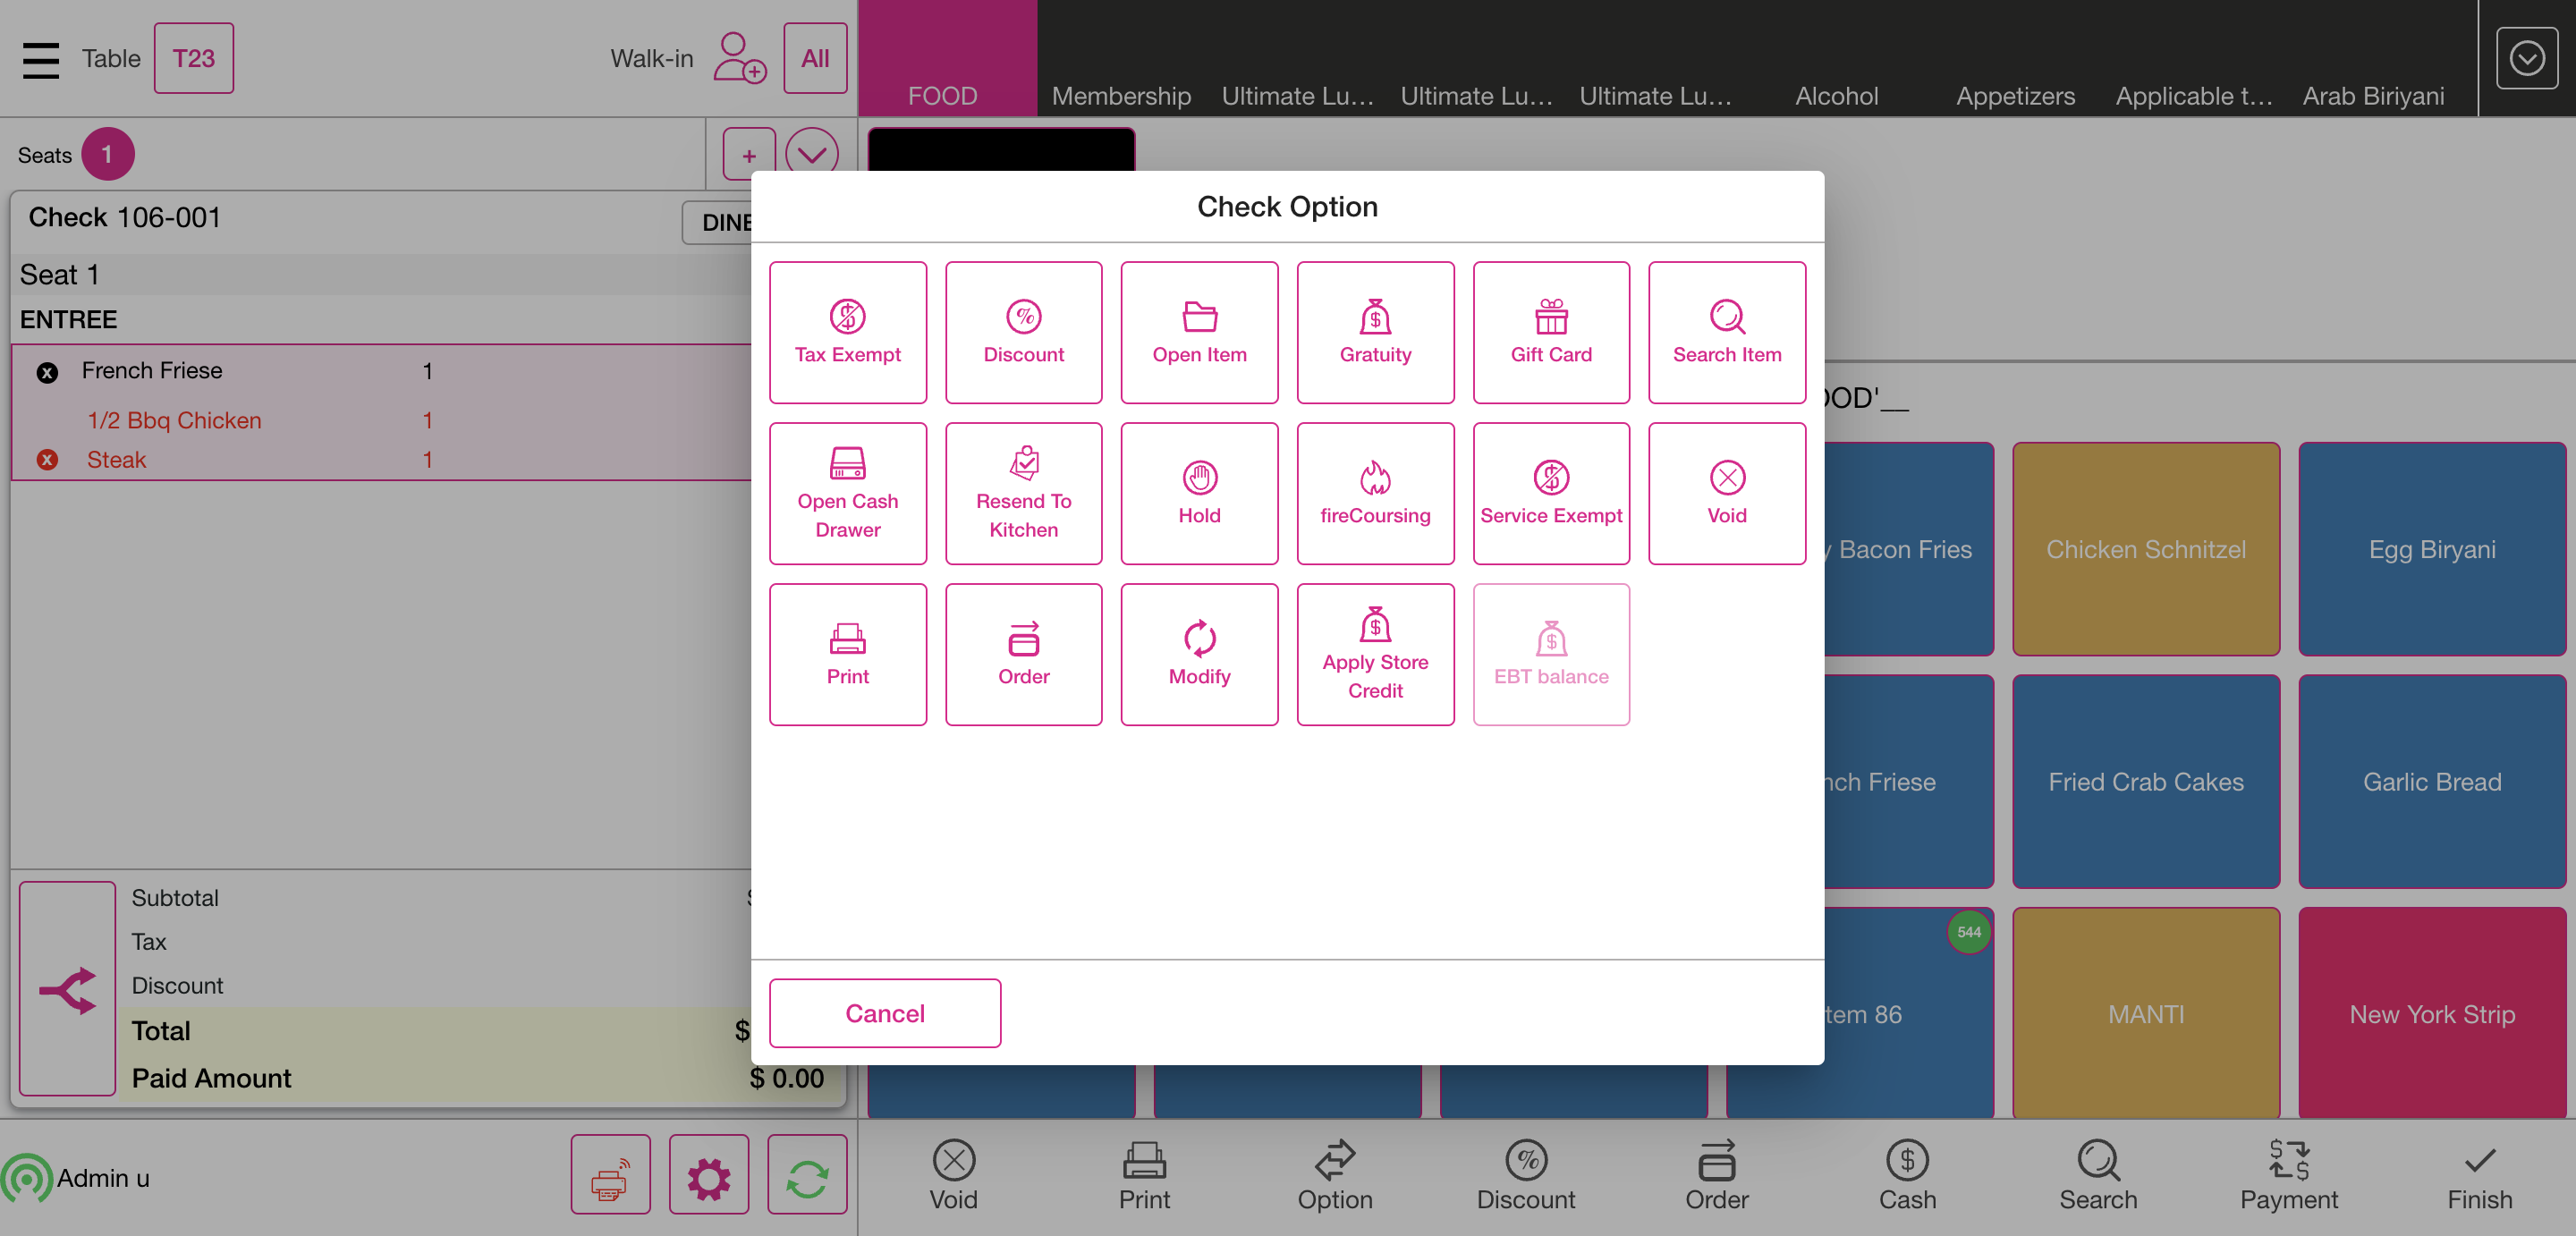 Table T23 Walk-in All
FOOD Membership Ultimate Lu... Ultimate Lu... Ultimate Lu... Alcohol Appetizers Applicable t... Arab Biriyani
Seats 1 +
Check 106-001
DINE
Seat 1
ENTREE
French Friese 1
1/2 Bbq Chicken 1
Steak 1
Subtotal
Tax
Discount
Total $
Paid Amount $ 0.00
Check Option
Tax Exempt
Discount
Open Item
Gratuity
Gift Card
Search Item
Open Cash
Drawer
Resend To
Kitchen
Hold
fireCoursing
Service Exempt
Void
Print
Order
Modify
Apply Store
Credit
EBT balance
Cancel
OOD'__
y Bacon Fries
Chicken Schnitzel
Egg Biryani
nch Friese
Fried Crab Cakes
Garlic Bread
544
tem 86
MANTI
New York Strip
Admin u
Void Print Option Discount Order Cash Search Payment Finish